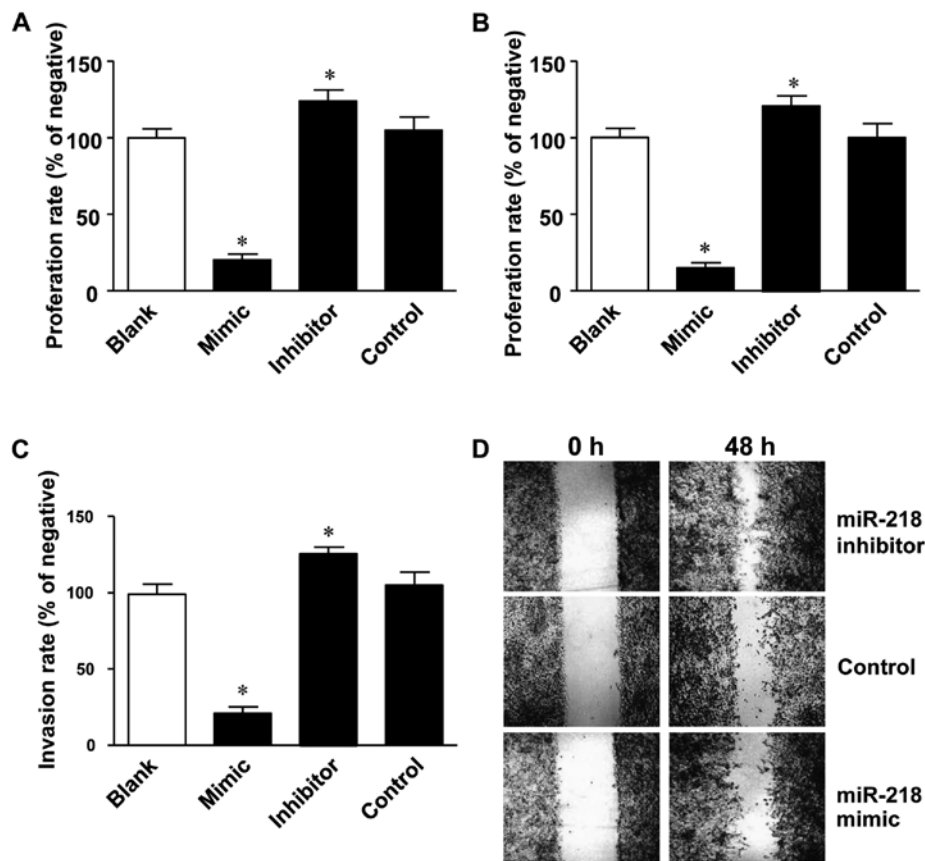 A
Proferation rate (% of negative)
150
100
50
0
*
*
Blank
Mimic
Inhibitor
Control
B
Proferation rate (% of negative)
150
100
50
0
*
*
Blank
Mimic
Inhibitor
Control
C
Invasion rate (% of negative)
150
100
50
0
*
*
Blank
Mimic
Inhibitor
Control
D
0 h
48 h
miR-218
inhibitor
Control
miR-218
mimic